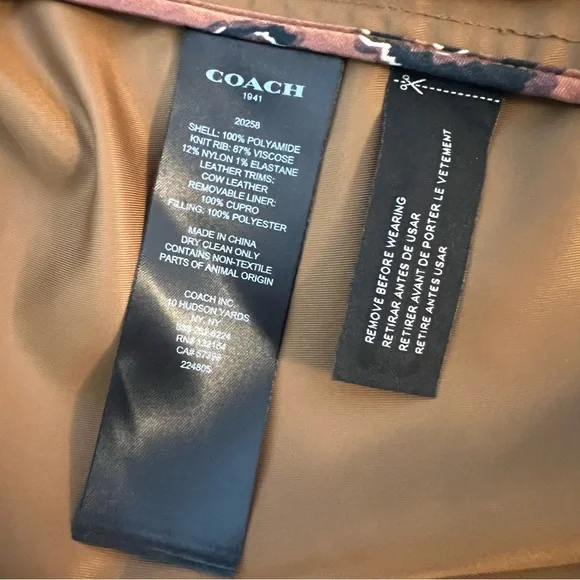 COACH
1941
20258
SHELL: 100% POLYAMIDE
KNIT RIB: 87% VISCOSE
12% NYLON 1% ELASTANE
LEATHER TRIMS:
COW LEATHER
REMOVABLE LINER:
100% CUPRO
FILLING: 100% POLYESTER
MADE IN CHINA
DRY CLEAN ONLY
CONTAINS NON-TEXTILE
PARTS OF ANIMAL ORIGIN
COACH INC.
10 HUDSON YARDS
NY, NY
RN#
CA#
224805
REMOVE BEFORE WEARING
RETIRAR ANTES DE USAR
RETIRER AVANT DE PORTER LE VETEMENT
RETIRE ANTES USAR